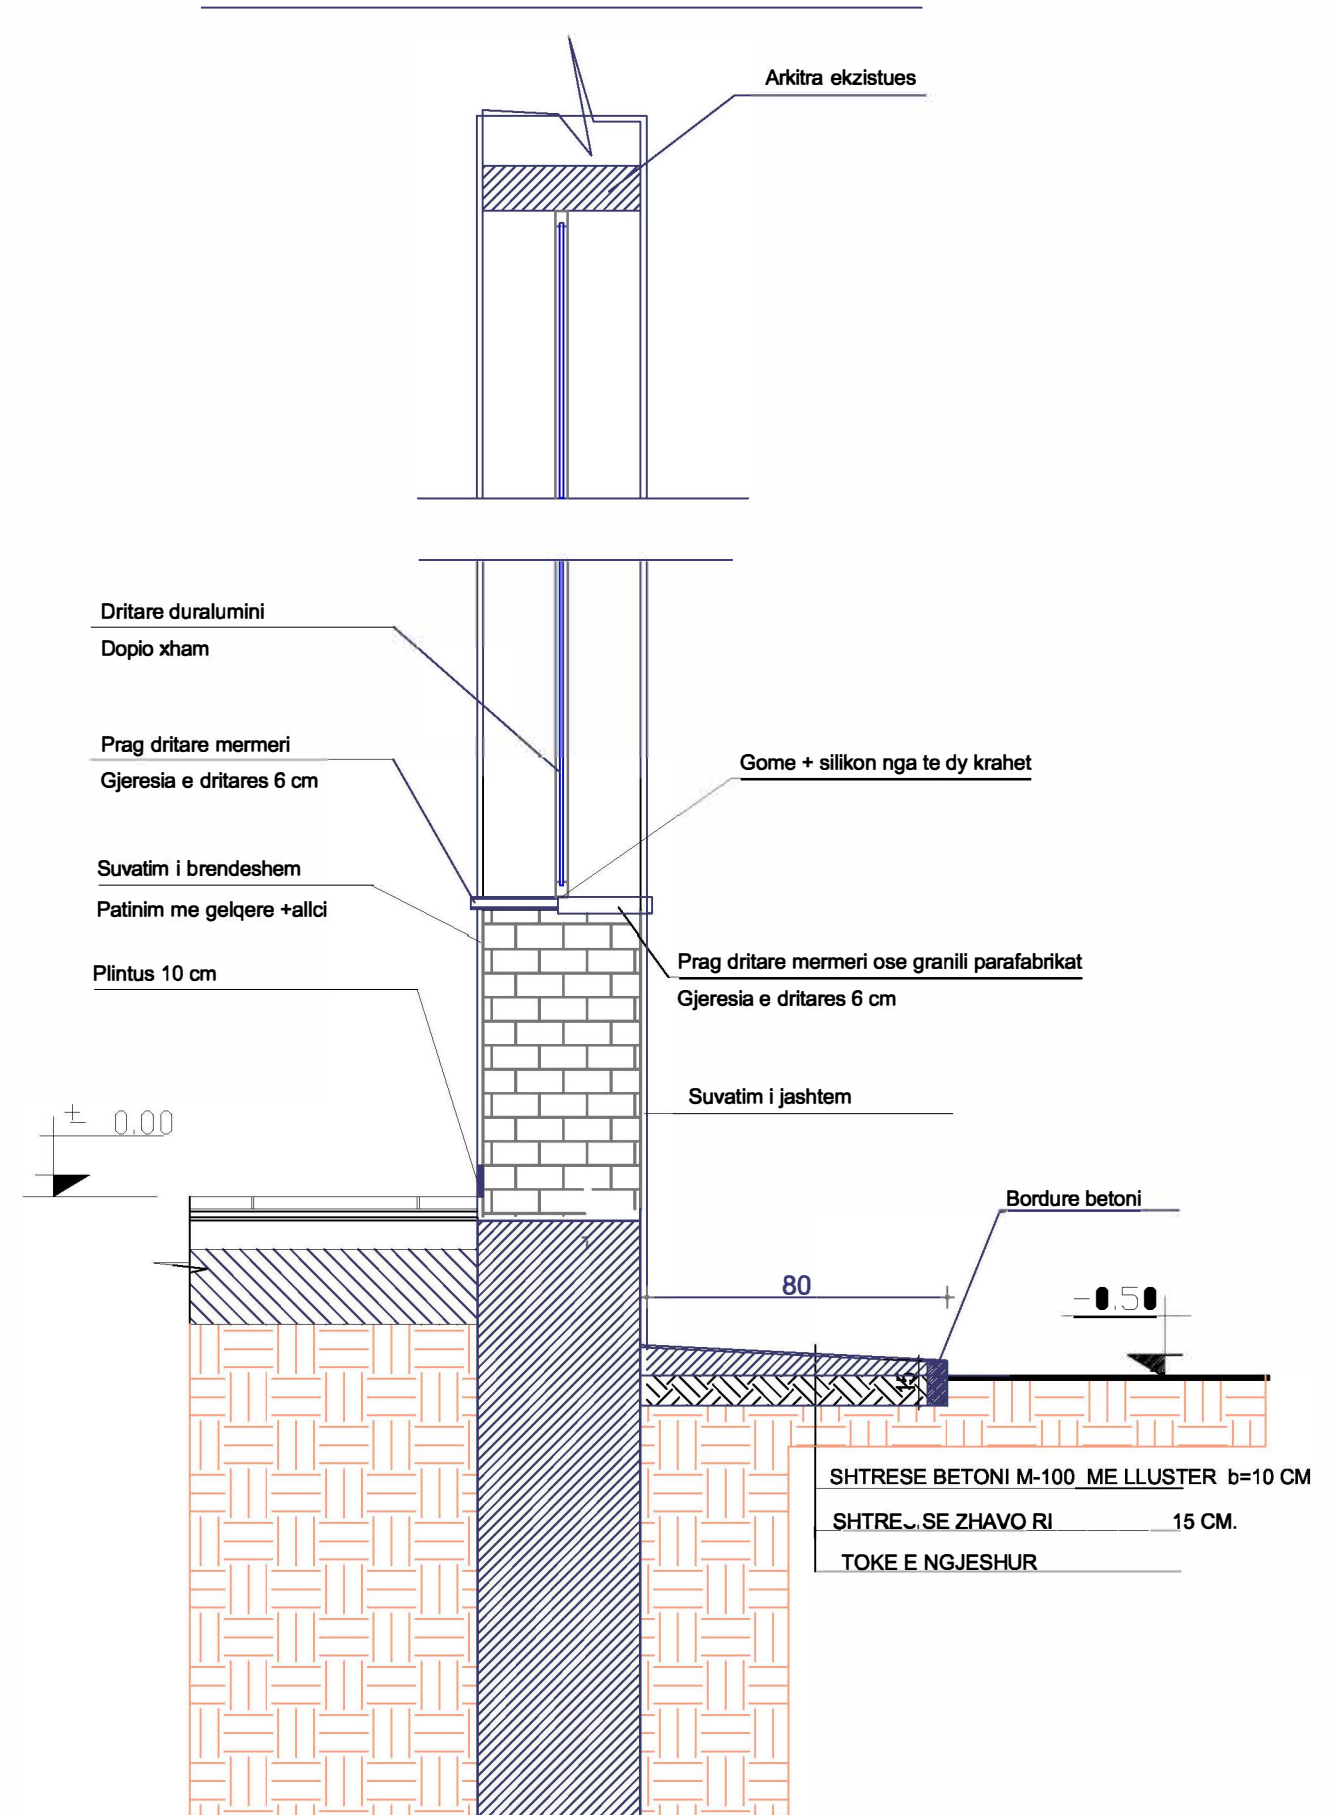 Arkitra ekzistues
Dritare duralumini
Dopio xham
Prag dritare mermeri
Gjeresia e dritares 6 cm
Gome + silikon nga te dy krahet
Suvatim i brendeshem
Patinim me gelqere +allci
Prag dritare mermeri ose granili parafabrikat
Gjeresia e dritares 6 cm
Plintus 10 cm
Suvatim i jashtem
± 0.00
Bordure betoni
80
-0.50
15
SHTRESE BETONI M-100 ME LLUSTER b=10 CM
SE ZHAVO RI 15 CM.
TOKE E NGJESHUR